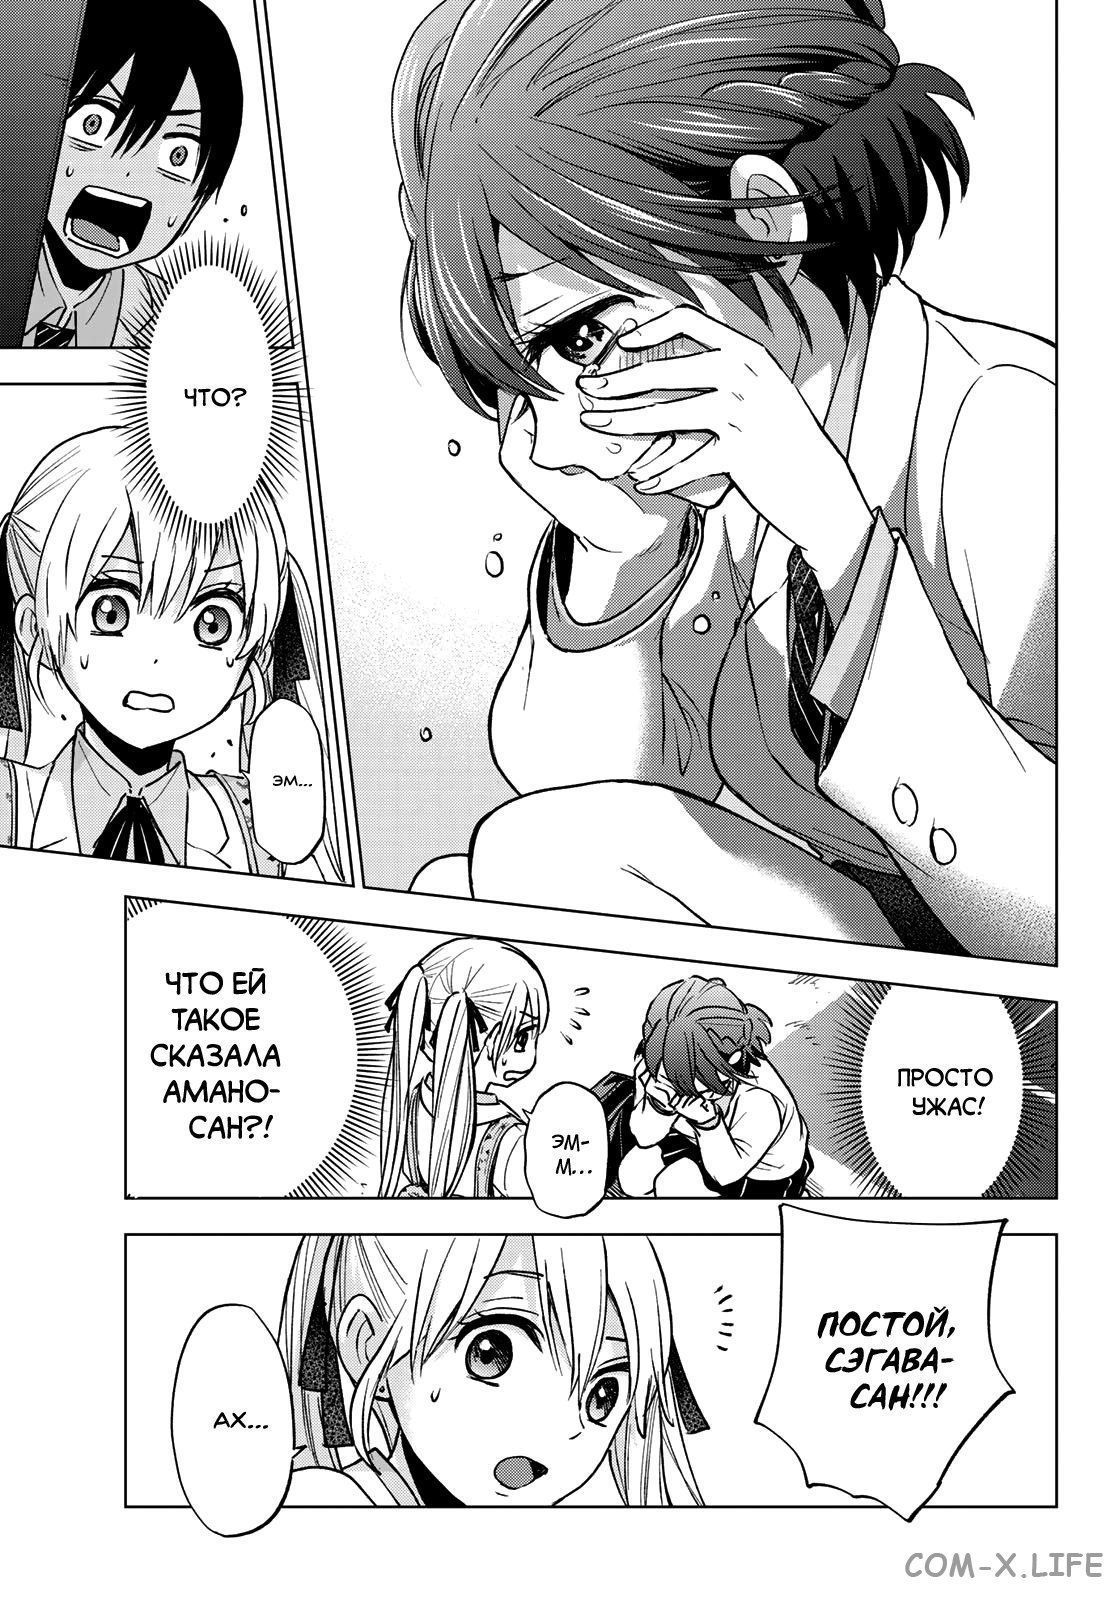 ЧТО?
ЭМ...
ПРОСТО
УЖАС!
ЭМ-
М...
ЧТО ЕЙ
ТАКОЕ
СКАЗАЛА
АМАНО-
САН?!
ПОСТОЙ,
СЭГАВА-
САН!!!
АХ...
COM-X.LIFE